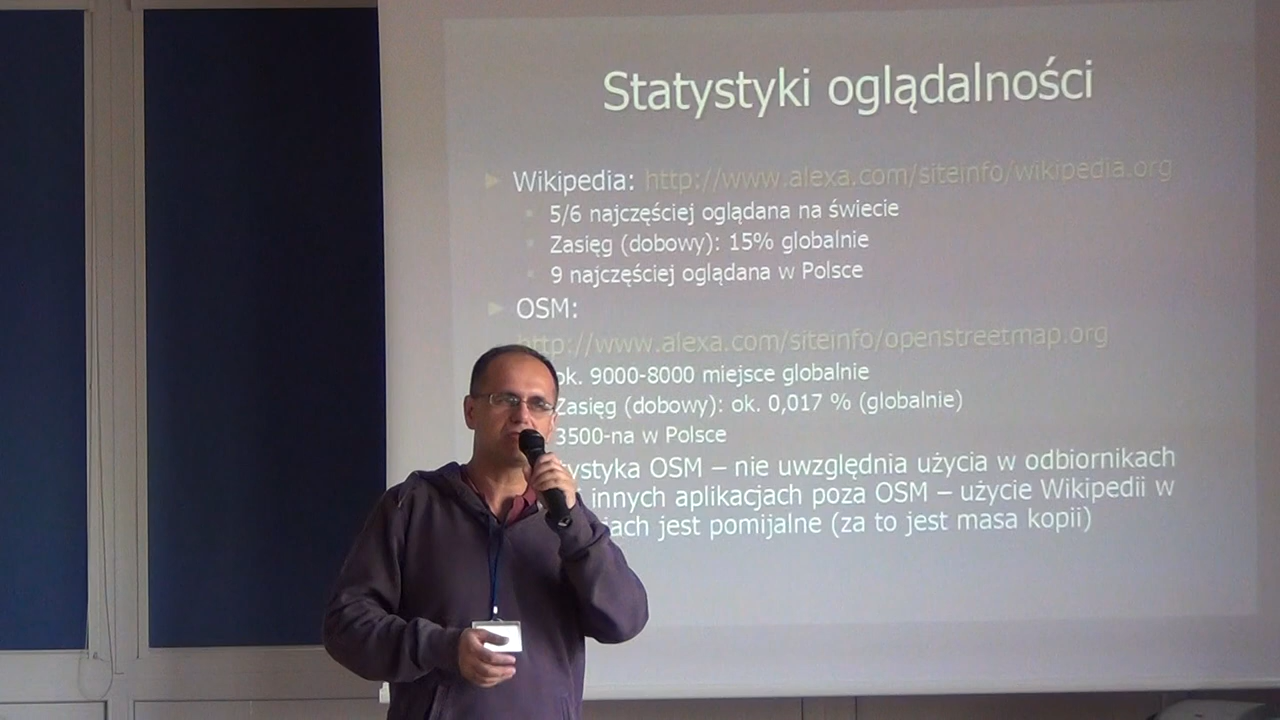 Statystyki oglądalności
Wikipedia: http://www.alexa.com/siteinfo/wikipedia.org
5/6 najczęściej oglądana na świecie
Zasięg (dobowy): 15% globalnie
9 najczęściej oglądana w Polsce
OSM:
http://www.alexa.com/siteinfo/openstreetmap.org
ok. 9000-8000 miejsce globalnie
Zasięg (dobowy): ok. 0,017 % (globalnie)
3500-na w Polsce
OSM – nie uwzględnia użycia w odbiornikach
innych aplikacjach poza OSM – użycie Wikipedii w
jest pomijalne (za to jest masa kopii)